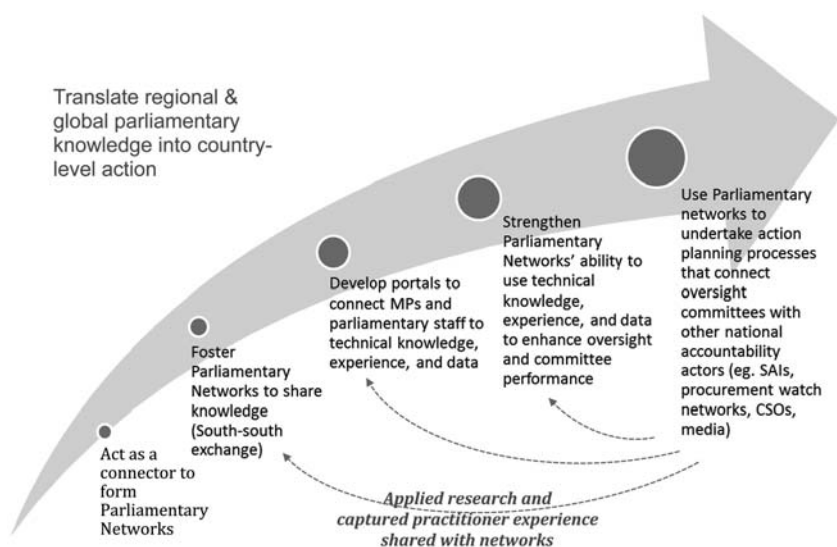 Translate regional &
global parliamentary
knowledge into country-
level action
Act as a
connector to
form
Parliamentary
Networks
Foster
Parliamentary
Networks to share
knowledge
(South-south
exchange)
Develop portals to
connect MPs and
parliamentary staff to
technical knowledge,
experience, and data
Strengthen
Parliamentary
Networks' ability to
use technical
knowledge,
experience, and data
to enhance oversight
and committee
performance
Use Parliamentary
networks to
undertake action
planning processes
that connect
oversight
committees with
other national
accountability
actors (eg. SAIs,
procurement watch
networks, CSOs,
media)
Applied research and
captured practitioner experience
shared with networks